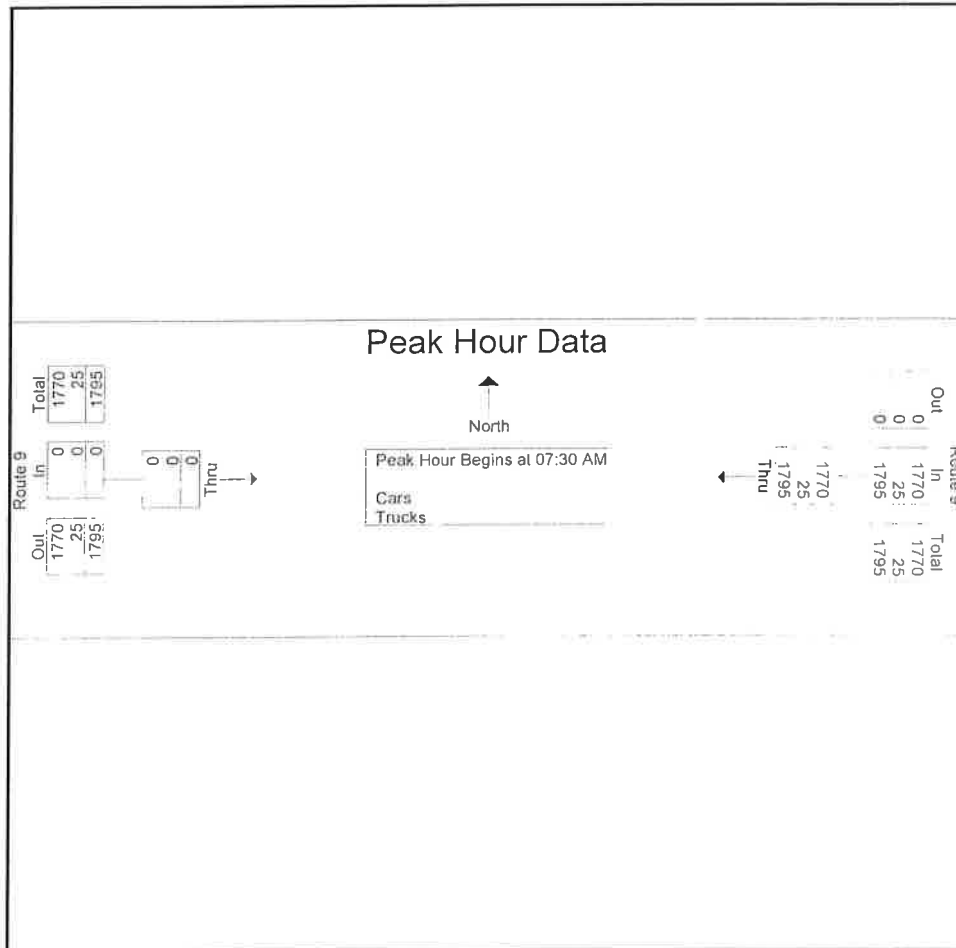 Peak Hour Data
North
Peak Hour Begins at 07:30 AM
Cars
Trucks
Route 9
Out In Total
1770 0 1770
25 0 25
1795 0 1795
0
0
0
Thru
Route 9
Out In Total
0 1770 1770
0 25 25
0 1795 1795
1770
25
1795
Thru